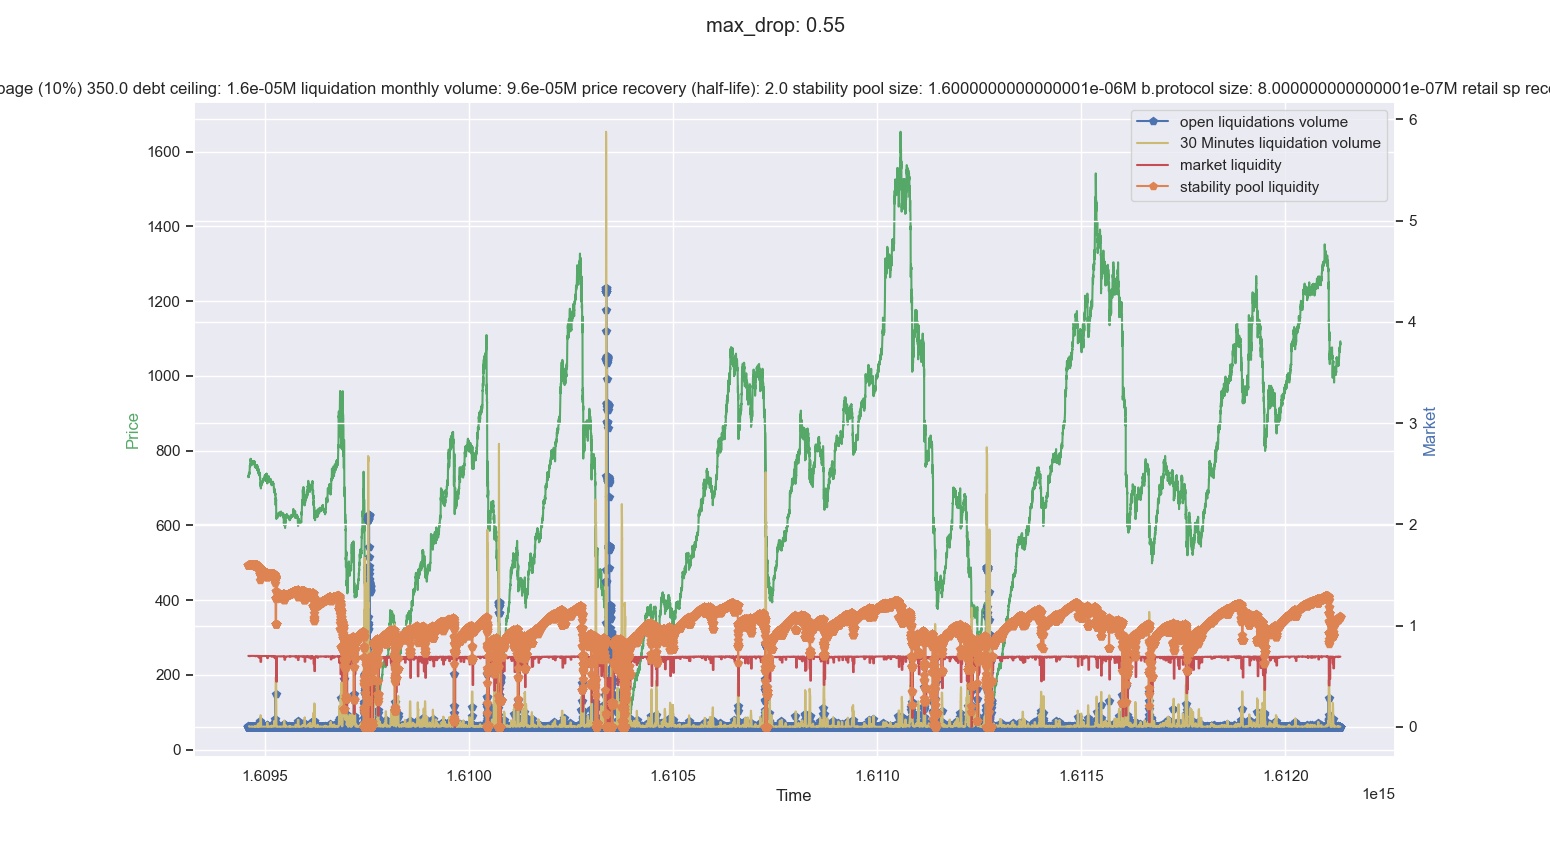 max_drop: 0.55
(10%) 350.0 debt ceiling: 1.6e-05M liquidation monthly volume: 9.6e-05M price recovery (half-life): 2.0 stability pool size: 1.6000000000000001e-06M b.protocol size: 8.000000000000001e-07M retail sp
open liquidations volume
30 Minutes liquidation volume
market liquidity
stability pool liquidity
1600
1400
1200
1000
800
600
400
200
0
Price
6
5
4
3
2
1
0
Market
1.6095
1.6100
1.6105
1.6110
1.6115
1.6120
1e15
Time